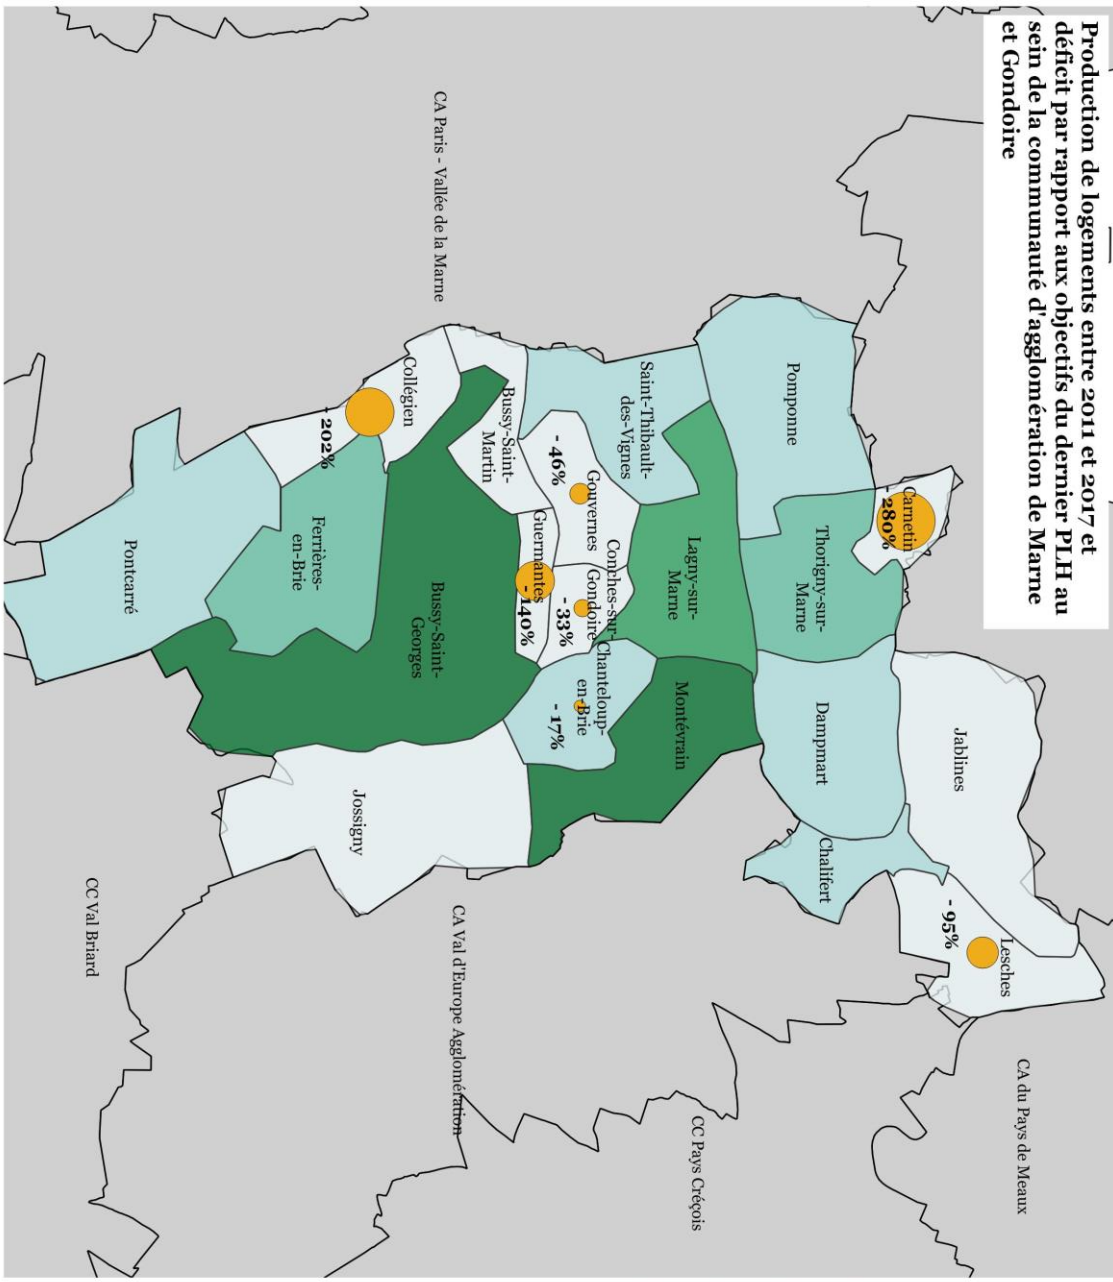 Production de logements entre 2011 et 2017 et
déficit par rapport aux objectifs du dernier PLH au
sein de la communauté d'agglomération de Marne
et Gondoire
CA du Pays de Meaux
Carnetin
- 280%
Jablines
Lesches
- 95%
Pomponne
Thorigny-sur-
Marne
Dampmart
Chalifert
CC Pays Créçois
Saint-Thibault-
des-Vignes
Lagny-sur-
Marne
Montévrain
Gouvernes
- 46%
Conches-sur-
Gondoire
- 33%
Chanteloup-
en-Brie
- 17%
Bussy-Saint-
Martin
Guermantes
- 140%
CA Paris - Vallée de la Marne
Collégien
- 202%
Bussy-Saint-
Georges
CA Val d'Europe Agglomération
Ferrières-
en-Brie
Jossigny
Pontcarré
CC Val Briard